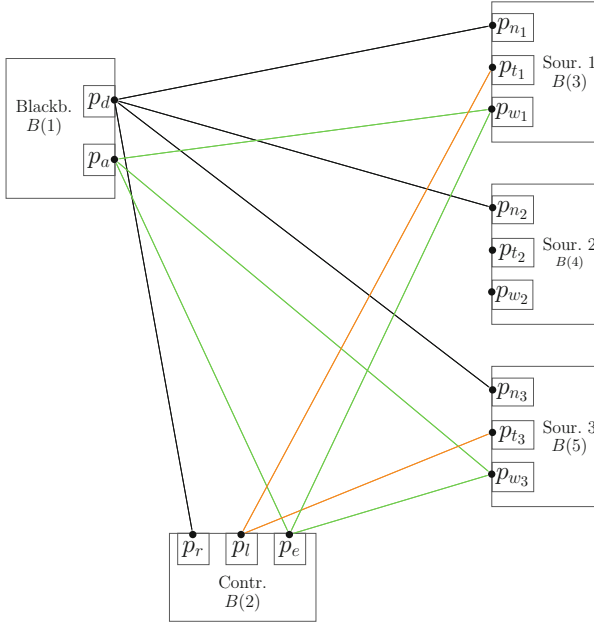 Blackb.
B(1)
p_d
p_a
p_{n_1}
p_{t_1}
p_{w_1}
Sour. 1
B(3)
p_{n_2}
p_{t_2}
p_{w_2}
Sour. 2
B(4)
p_{n_3}
p_{t_3}
p_{w_3}
Sour. 3
B(5)
p_r p_l p_e
Contr.
B(2)